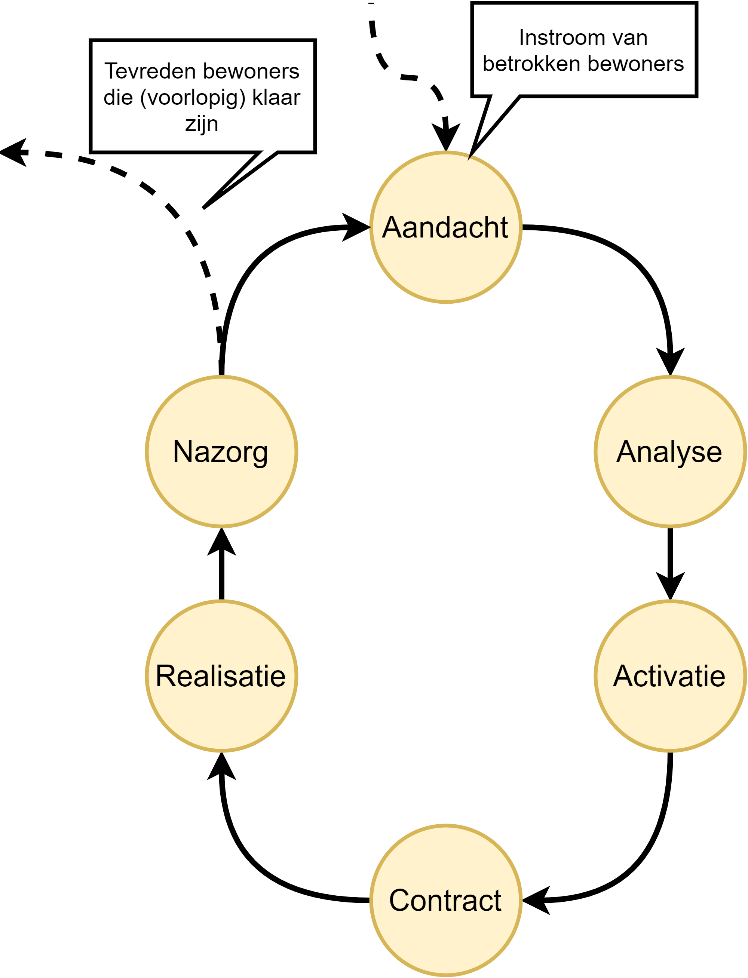 Instroom van
betrokken bewoners
Tevreden bewoners
die (voorlopig) klaar
zijn
Aandacht
Analyse
Activatie
Contract
Realisatie
Nazorg